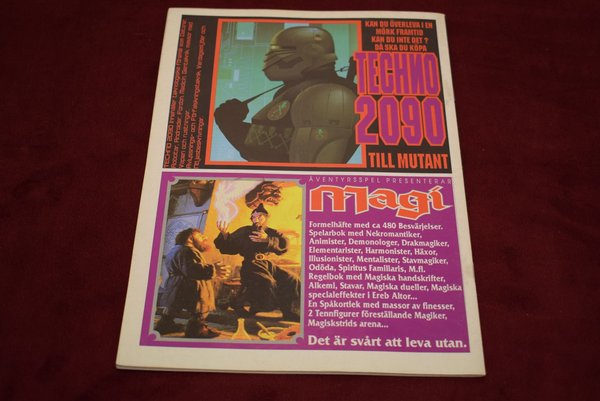 KAN DU ÖVERLEVA I EN
MÖRK FRAMTID
KAN DU INTE DET ?
DÅ SKA DU KÖPA
TECHNO
2090
TILL MUTANT
TECHNO 2090
ÄVENTYRSSPEL PRESENTERAR
Magi
Formelhäfte med ca 480 Besvärjelser.
Spelarbok med Nekromantiker,
Animister, Demonologer, Drakmagiker,
Elementarister, Harmonister, Häxor,
Illusionister, Mentalister, Stavmagiker,
Odöda, Spiritus Familiaris, M.fl.
Regelbok med Magiska handskrifter,
Alkemi, Stavar, Magiska dueller, Magiska
specialeffekter i Ereb Altor...
En Spåkortlek med massor av finesser,
2 Tennfigurer föreställande Magiker,
Magiskstrids arena...
Det är svårt att leva utan.